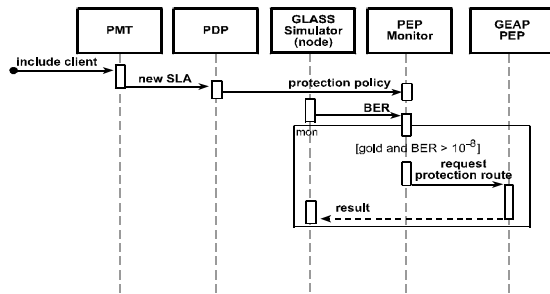 PMT
PDP
GLASS
Simulator
(node)
PEP
Monitor
GEAP
PEP
include client
new SLA
protection policy
BER
mon
[gold and BER > 10⁻⁸]
request
protection route
result